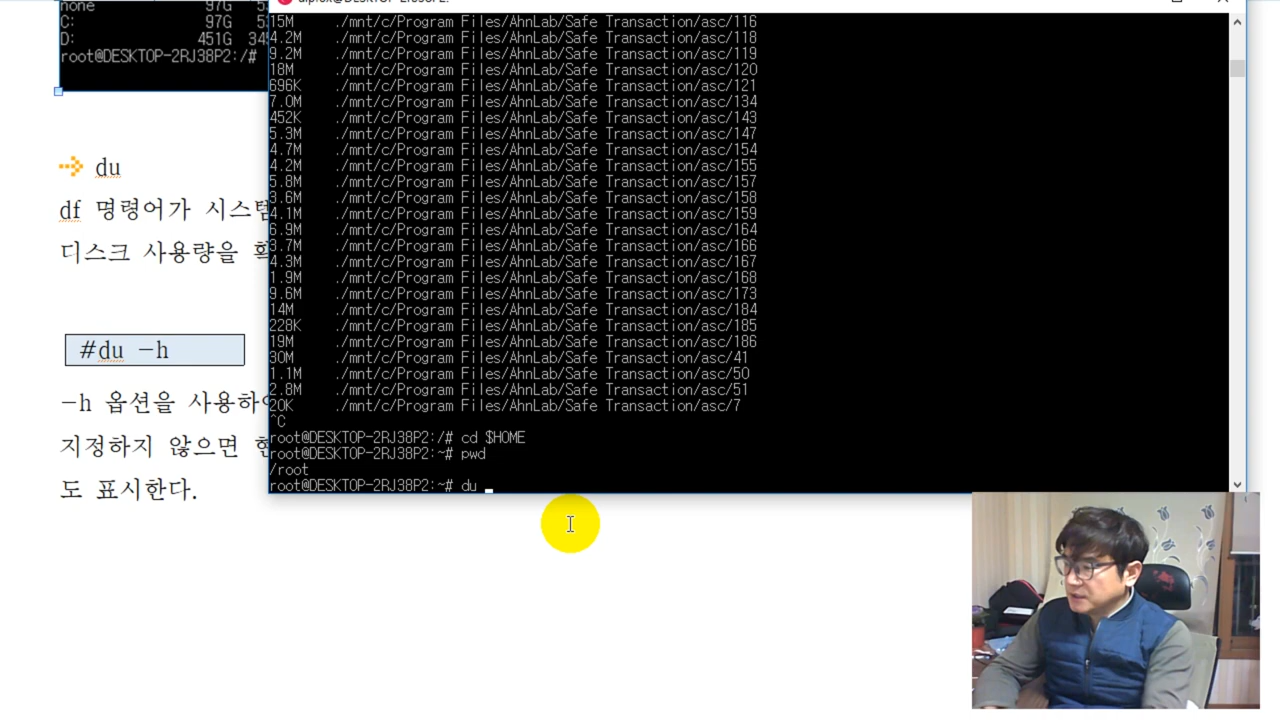 none 97G
C: 97G
D: 451G
root@DESKTOP-2RJ38P2:/#
du
df 명령어가 시스템
디스크 사용량을
#du -h
-h 옵션을
지정하지 않으면
도 표시한다.
15M ./mnt/c/Program Files/AhnLab/Safe Transaction/asc/116
4.2M ./mnt/c/Program Files/AhnLab/Safe Transaction/asc/118
9.2M ./mnt/c/Program Files/AhnLab/Safe Transaction/asc/119
18M ./mnt/c/Program Files/AhnLab/Safe Transaction/asc/120
696K ./mnt/c/Program Files/AhnLab/Safe Transaction/asc/121
7.0M ./mnt/c/Program Files/AhnLab/Safe Transaction/asc/134
452K ./mnt/c/Program Files/AhnLab/Safe Transaction/asc/143
5.3M ./mnt/c/Program Files/AhnLab/Safe Transaction/asc/147
4.7M ./mnt/c/Program Files/AhnLab/Safe Transaction/asc/154
4.2M ./mnt/c/Program Files/AhnLab/Safe Transaction/asc/155
5.8M ./mnt/c/Program Files/AhnLab/Safe Transaction/asc/157
3.6M ./mnt/c/Program Files/AhnLab/Safe Transaction/asc/158
4.1M ./mnt/c/Program Files/AhnLab/Safe Transaction/asc/159
6.9M ./mnt/c/Program Files/AhnLab/Safe Transaction/asc/164
3.7M ./mnt/c/Program Files/AhnLab/Safe Transaction/asc/166
4.3M ./mnt/c/Program Files/AhnLab/Safe Transaction/asc/167
1.9M ./mnt/c/Program Files/AhnLab/Safe Transaction/asc/168
9.6M ./mnt/c/Program Files/AhnLab/Safe Transaction/asc/173
14M ./mnt/c/Program Files/AhnLab/Safe Transaction/asc/184
228K ./mnt/c/Program Files/AhnLab/Safe Transaction/asc/185
19M ./mnt/c/Program Files/AhnLab/Safe Transaction/asc/186
30M ./mnt/c/Program Files/AhnLab/Safe Transaction/asc/41
1.1M ./mnt/c/Program Files/AhnLab/Safe Transaction/asc/50
2.8M ./mnt/c/Program Files/AhnLab/Safe Transaction/asc/51
20K ./mnt/c/Program Files/AhnLab/Safe Transaction/asc/7
^C
root@DESKTOP-2RJ38P2:/# cd $HOME
root@DESKTOP-2RJ38P2:~# pwd
/root
root@DESKTOP-2RJ38P2:~# du